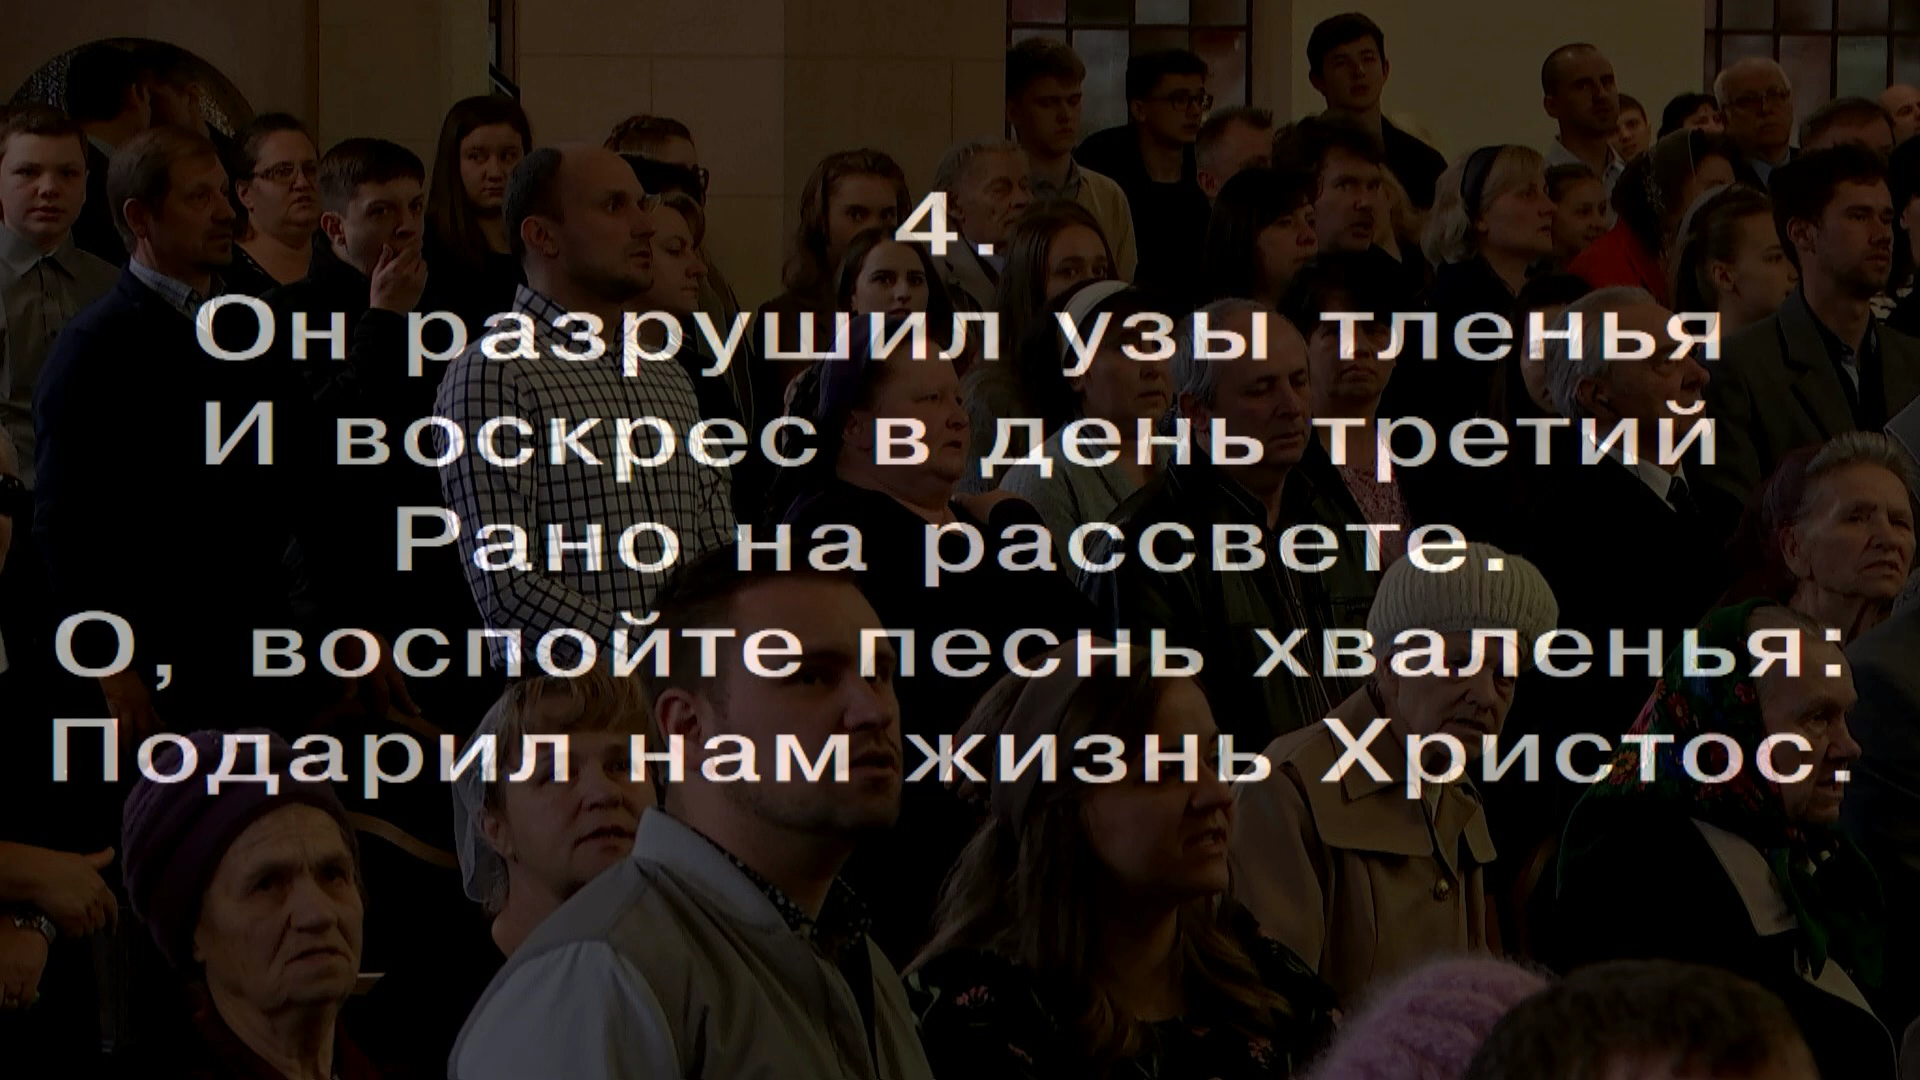 4.
Он разрушил узы тленья
И воскрес в день третий
Рано на рассвете.
О, воспойте песнь хваленья:
Подарил нам жизнь Христос.